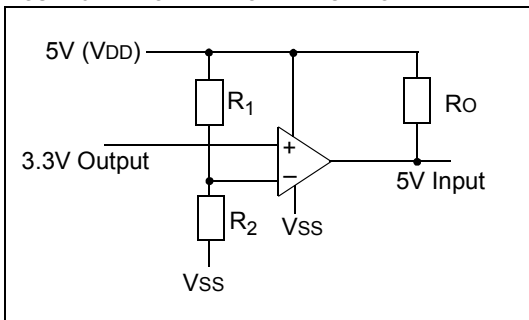 5V (VDD)
R1
RO
3.3V Output
+
−
5V Input
R2
VSS
VSS